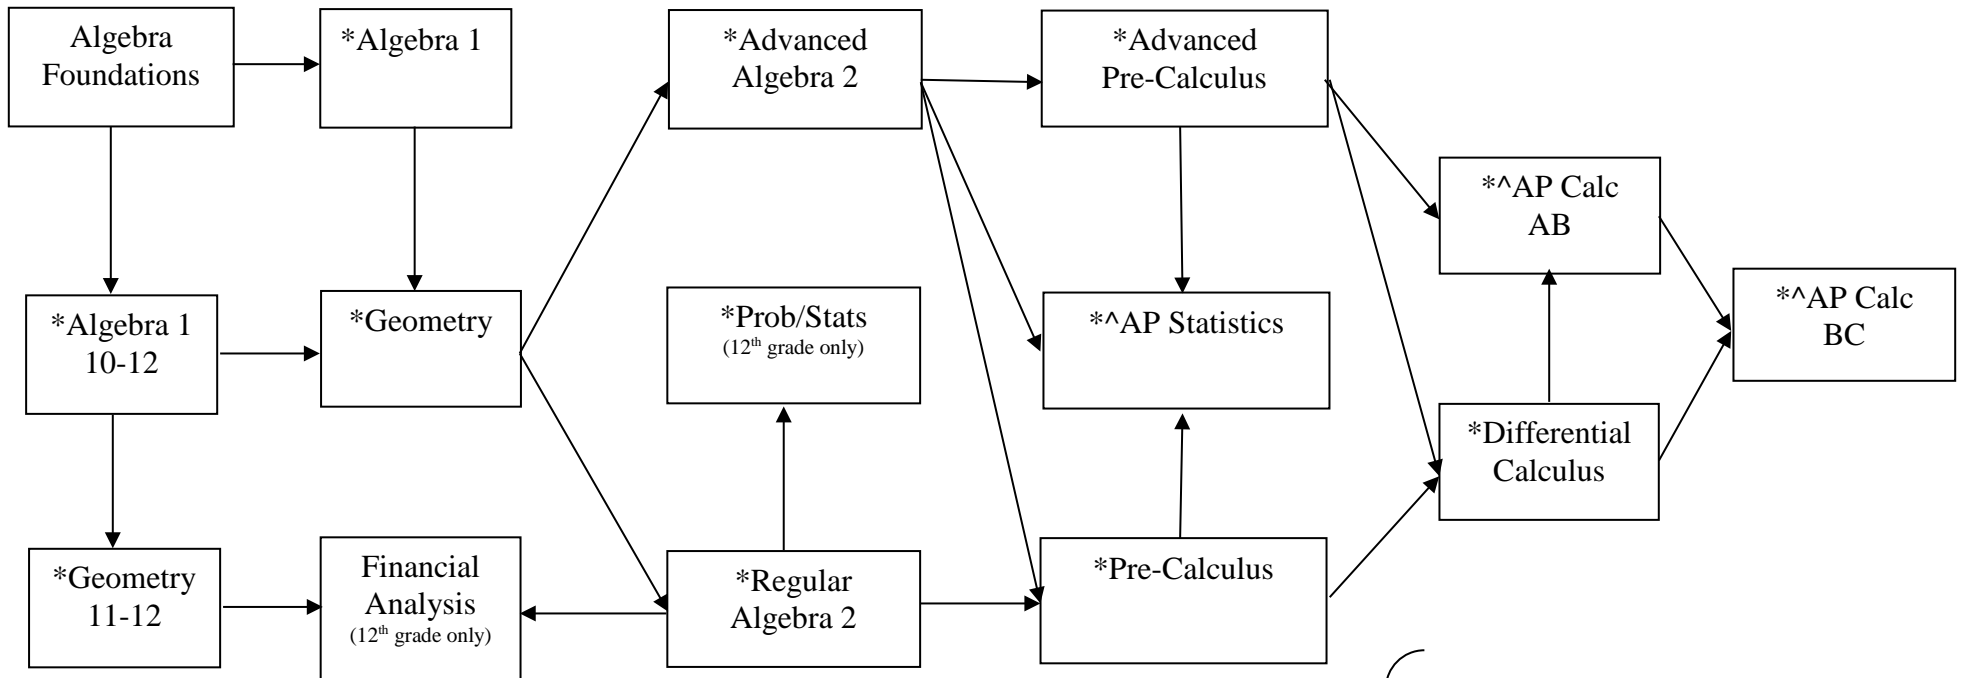 Algebra
Foundations
*Algebra 1
*Advanced
Algebra 2
*Advanced
Pre-Calculus
*^AP Calc
AB
*^AP Calc
BC
*Algebra 1
10-12
*Geometry
*Prob/Stats
(12th grade only)
*^AP Statistics
*Differential
Calculus
*Geometry
11-12
Financial
Analysis
(12th grade only)
*Regular
Algebra 2
*Pre-Calculus